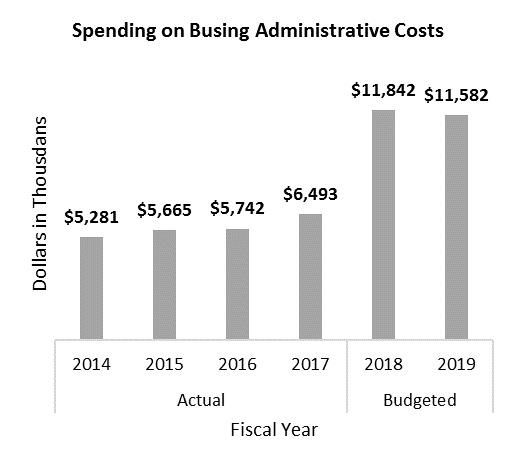 Spending on Busing Administrative Costs
Dollars in Thousdans
$5,281
$5,665
$5,742
$6,493
$11,842
$11,582
2014 2015 2016 2017 2018 2019
Actual Budgeted
Fiscal Year